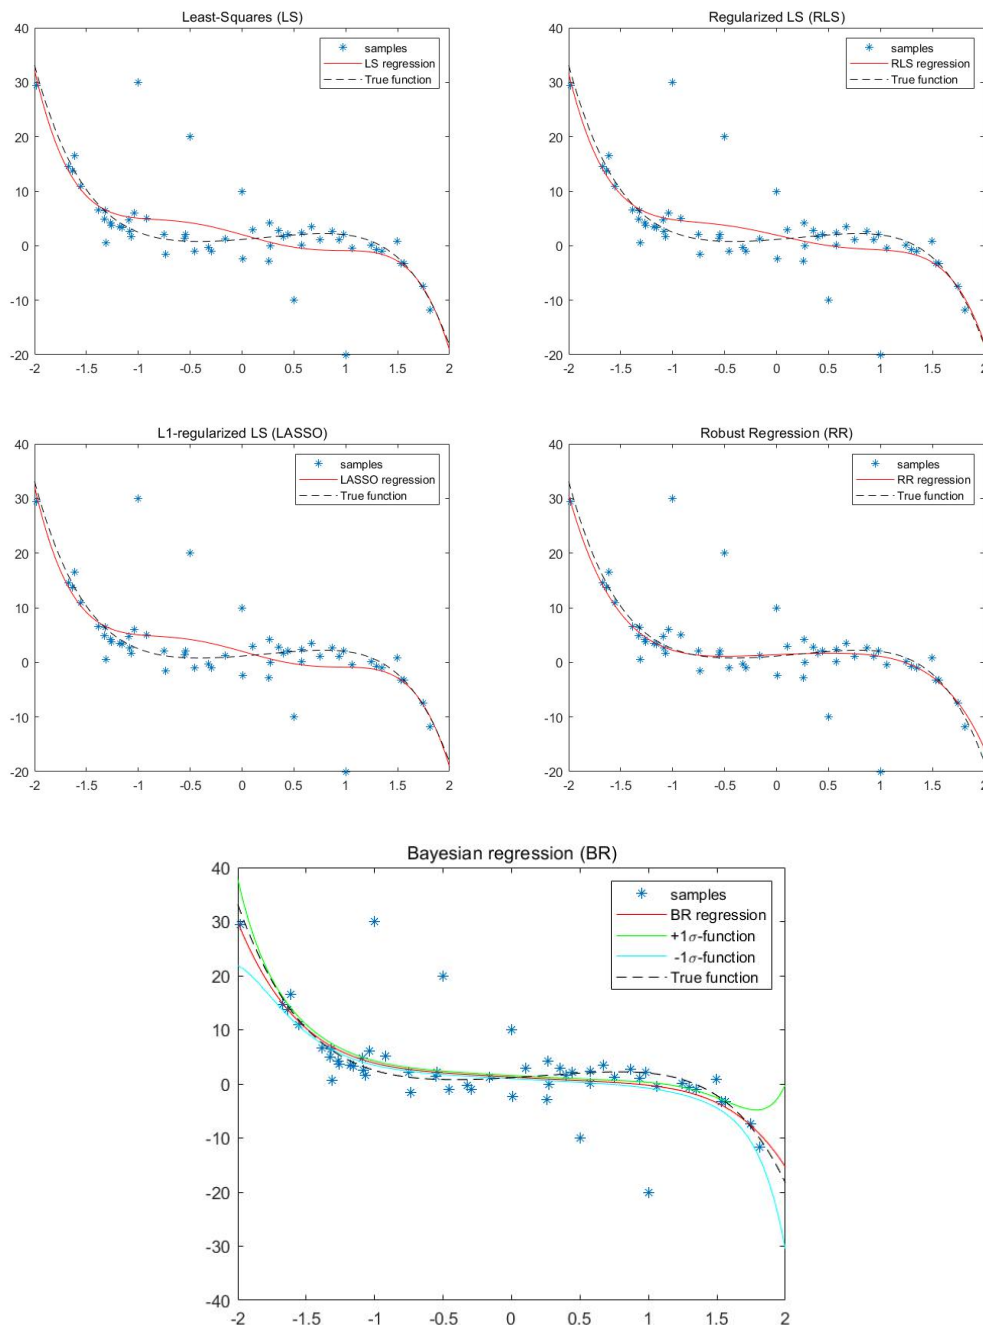 Least-Squares (LS)
samples
LS regression
True function
40
30
20
10
0
-10
-20
-2 -1.5 -1 -0.5 0 0.5 1 1.5 2
Regularized LS (RLS)
samples
RLS regression
True function
40
30
20
10
0
-10
-20
-2 -1.5 -1 -0.5 0 0.5 1 1.5 2
L1-regularized LS (LASSO)
samples
LASSO regression
True function
40
30
20
10
0
-10
-20
-2 -1.5 -1 -0.5 0 0.5 1 1.5 2
Robust Regression (RR)
samples
RR regression
True function
40
30
20
10
0
-10
-20
-2 -1.5 -1 -0.5 0 0.5 1 1.5 2
Bayesian regression (BR)
samples
BR regression
+1σ-function
-1σ-function
True function
40
30
20
10
0
-10
-20
-30
-40
-2 -1.5 -1 -0.5 0 0.5 1 1.5 2